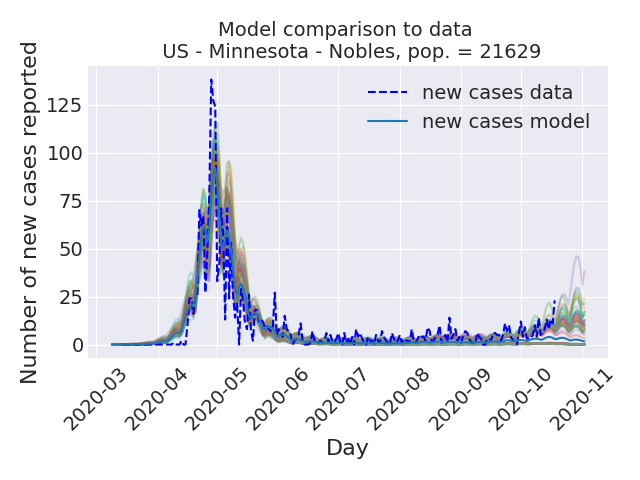 Model comparison to data
US - Minnesota - Nobles, pop. = 21629
Number of new cases reported
125
100
75
50
25
0
new cases data
new cases model
2020-03
2020-04
2020-05
2020-06
2020-07
2020-08
2020-09
2020-10
2020-11
Day